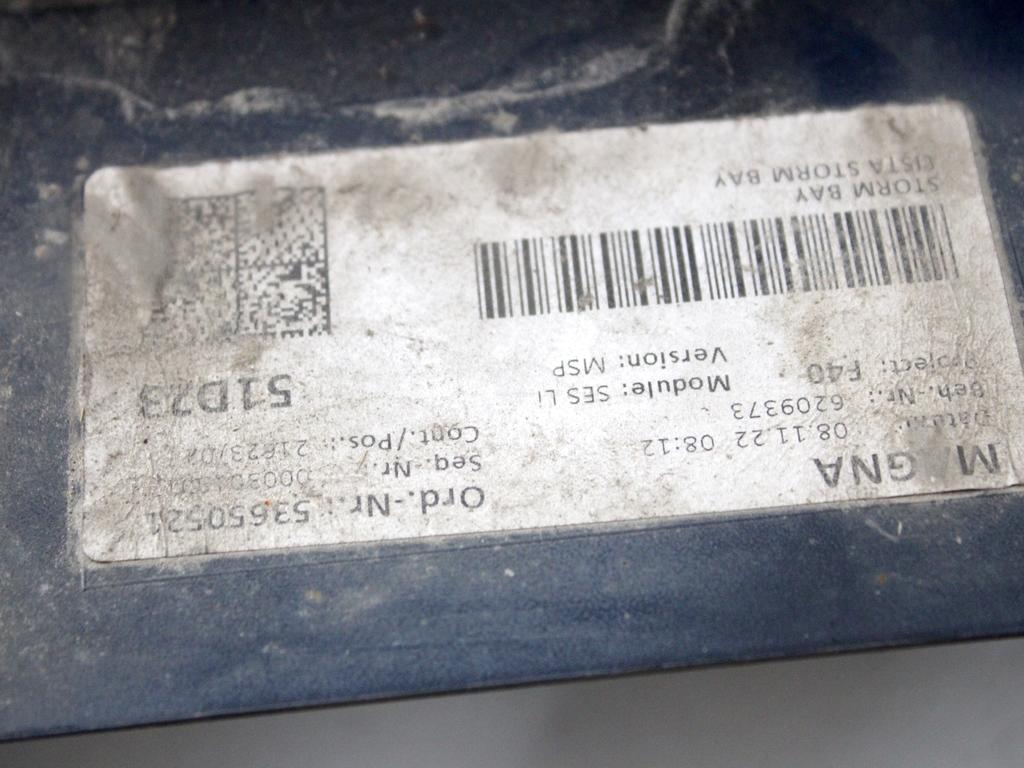 MAGNA
Datum: 08.11.22 08:12
Beh.-Nr.: 6209373
Project: F40
Module: SES Li
Version: MSP
Ord.-Nr.: 53650521
Seq.-Nr.:
Cont./Pos.:
51D23
STORM BAY
LISTA STORM BAY